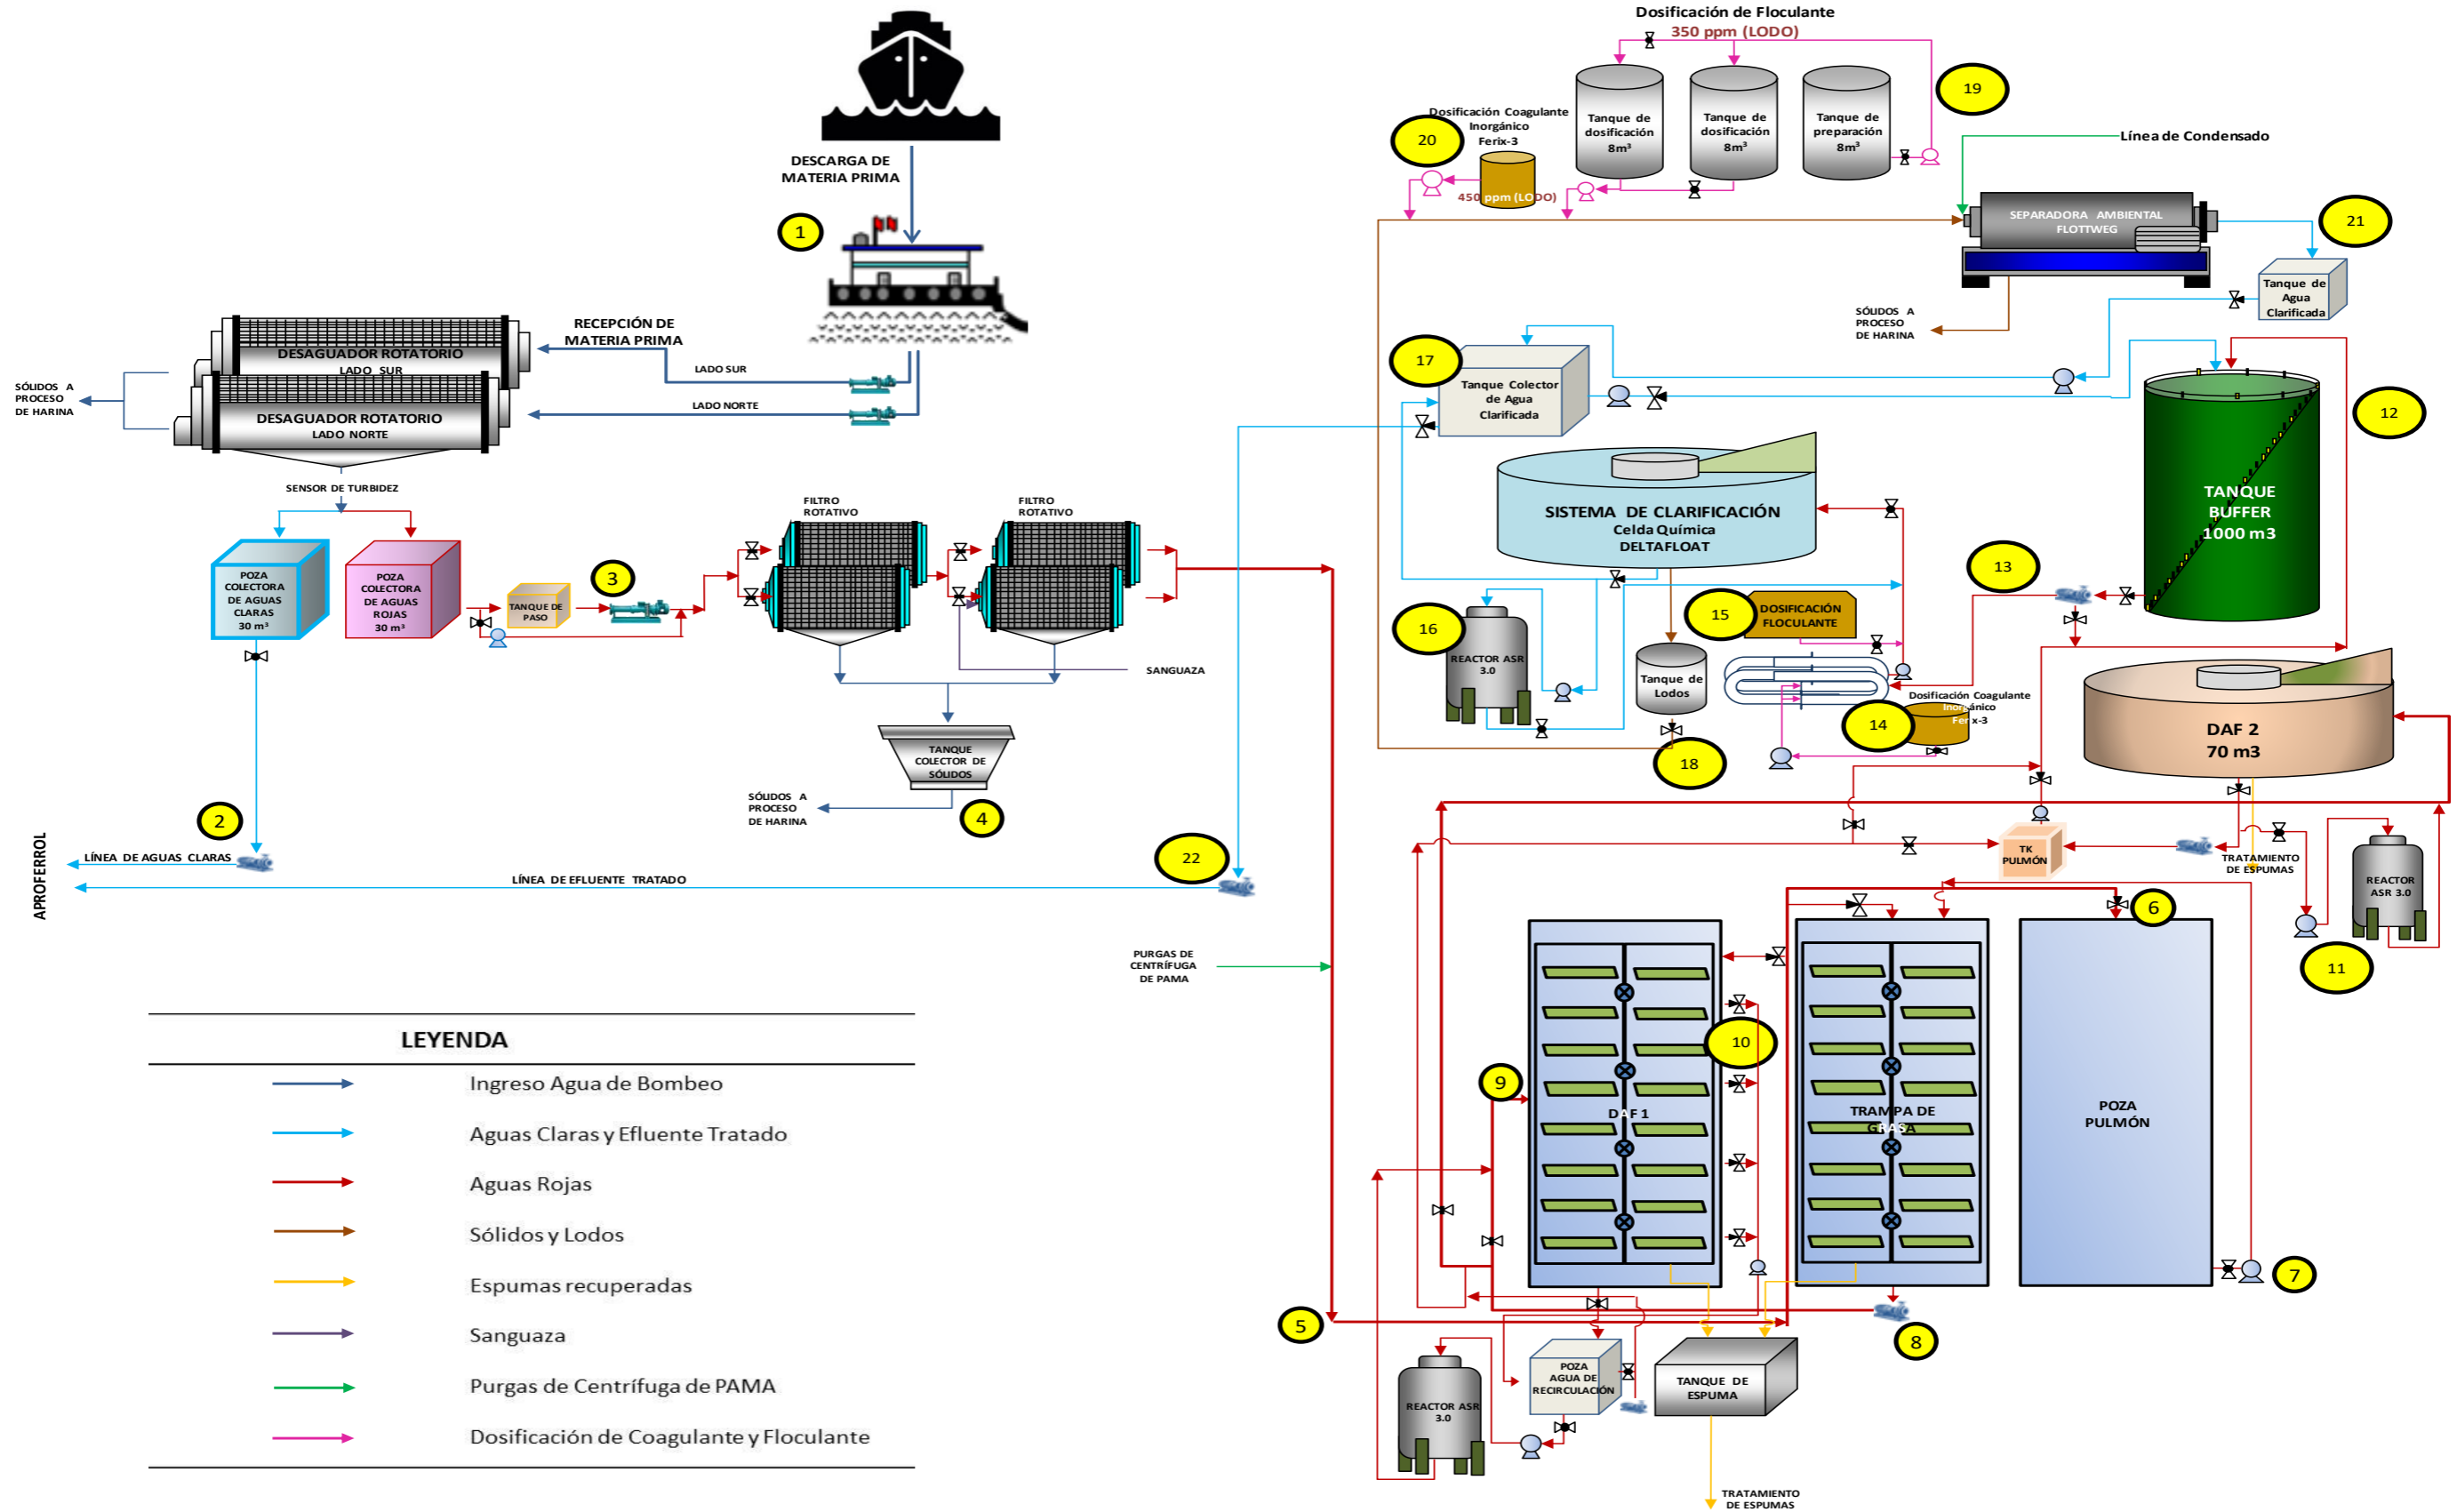 Dosificación de Floculante
350 ppm (LODO)
19
Tanque de
dosificación
8m³
Tanque de
dosificación
8m³
Tanque de
preparación
8m³
Dosificación Coagulante
Inorgánico
Ferix-3
20
450 ppm (LODO)
Línea de Condensado
SEPARADORA AMBIENTAL
FLOTTWEG
21
Tanque de
Agua
Clarificada
SÓLIDOS A
PROCESO
DE HARINA
DESCARGA DE
MATERIA PRIMA
1
RECEPCIÓN DE
MATERIA PRIMA
LADO SUR
LADO NORTE
DESAGUADOR ROTATORIO
LADO SUR
DESAGUADOR ROTATORIO
LADO NORTE
SÓLIDOS A
PROCESO
DE HARINA
SENSOR DE TURBIDEZ
POZA
COLECTORA
DE AGUAS
CLARAS
30 m³
POZA
COLECTORA
DE AGUAS
ROJAS
30 m³
TANQUE DE
PASO
3
FILTRO
ROTATIVO
FILTRO
ROTATIVO
SANGUAZA
TANQUE
COLECTOR DE
SÓLIDOS
SÓLIDOS A
PROCESO
DE HARINA
4
2
LÍNEA DE AGUAS CLARAS
LÍNEA DE EFLUENTE TRATADO
APROFERROL
22
17
Tanque Colector
de Agua
Clarificada
SISTEMA DE CLARIFICACIÓN
Celda Química
DELTAFLOAT
12
TANQUE
BUFFER
1000 m3
13
16
REACTOR ASR
3.0
Tanque de
Lodos
18
15
DOSIFICACIÓN
FLOCULANTE
14
Dosificación Coagulante
Inorgánico
Ferix-3
DAF 2
70 m3
TK
PULMÓN
TRATAMIENTO
DE ESPUMAS
REACTOR
ASR 3.0
11
6
PURGAS DE
CENTRÍFUGA
DE PAMA
5
9
10
DAF 1
TRAMPA DE
GRASA
POZA
PULMÓN
7
8
REACTOR ASR
3.0
POZA
AGUA DE
RECIRCULACIÓN
TANQUE DE
ESPUMA
TRATAMIENTO
DE ESPUMAS
LEYENDA
Ingreso Agua de Bombeo
Aguas Claras y Efluente Tratado
Aguas Rojas
Sólidos y Lodos
Espumas recuperadas
Sanguaza
Purgas de Centrífuga de PAMA
Dosificación de Coagulante y Floculante